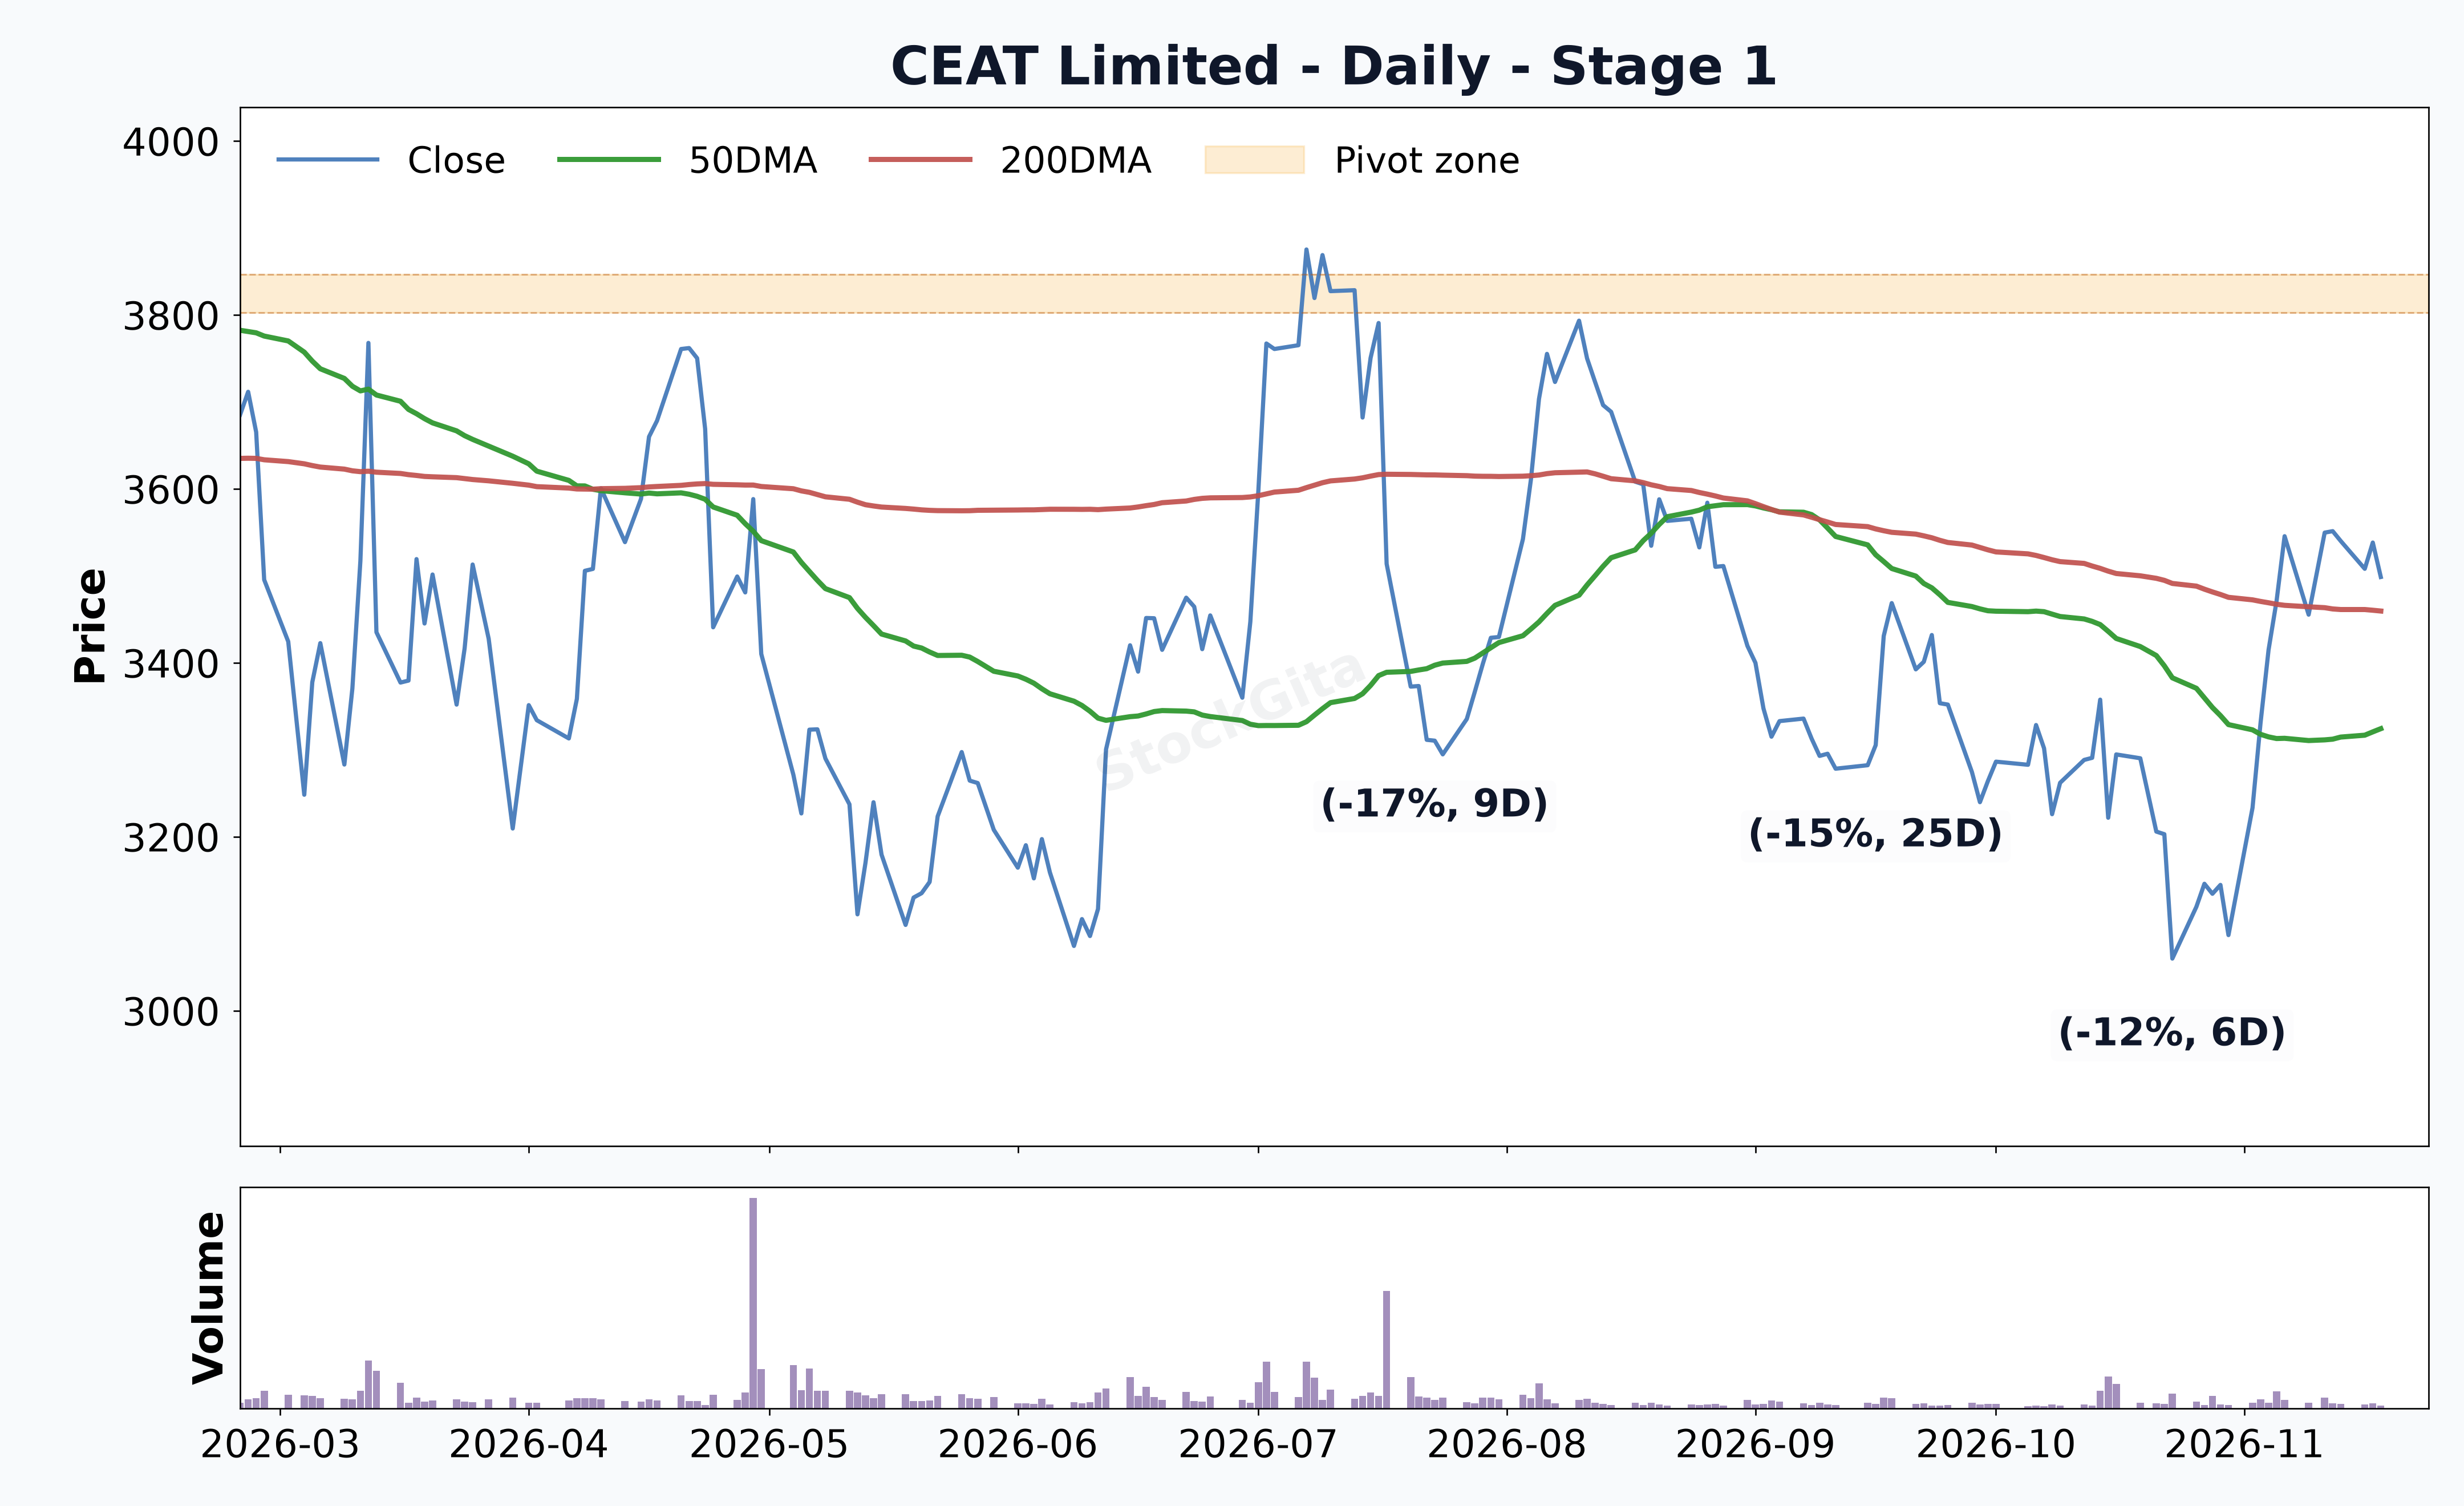 CEAT Limited - Daily - Stage 1
Close
50DMA
200DMA
Pivot zone
4000
3800
3600
3400
3200
3000
Price
StockGita
(-17%, 9D)
(-15%, 25D)
(-12%, 6D)
Volume
2026-03
2026-04
2026-05
2026-06
2026-07
2026-08
2026-09
2026-10
2026-11